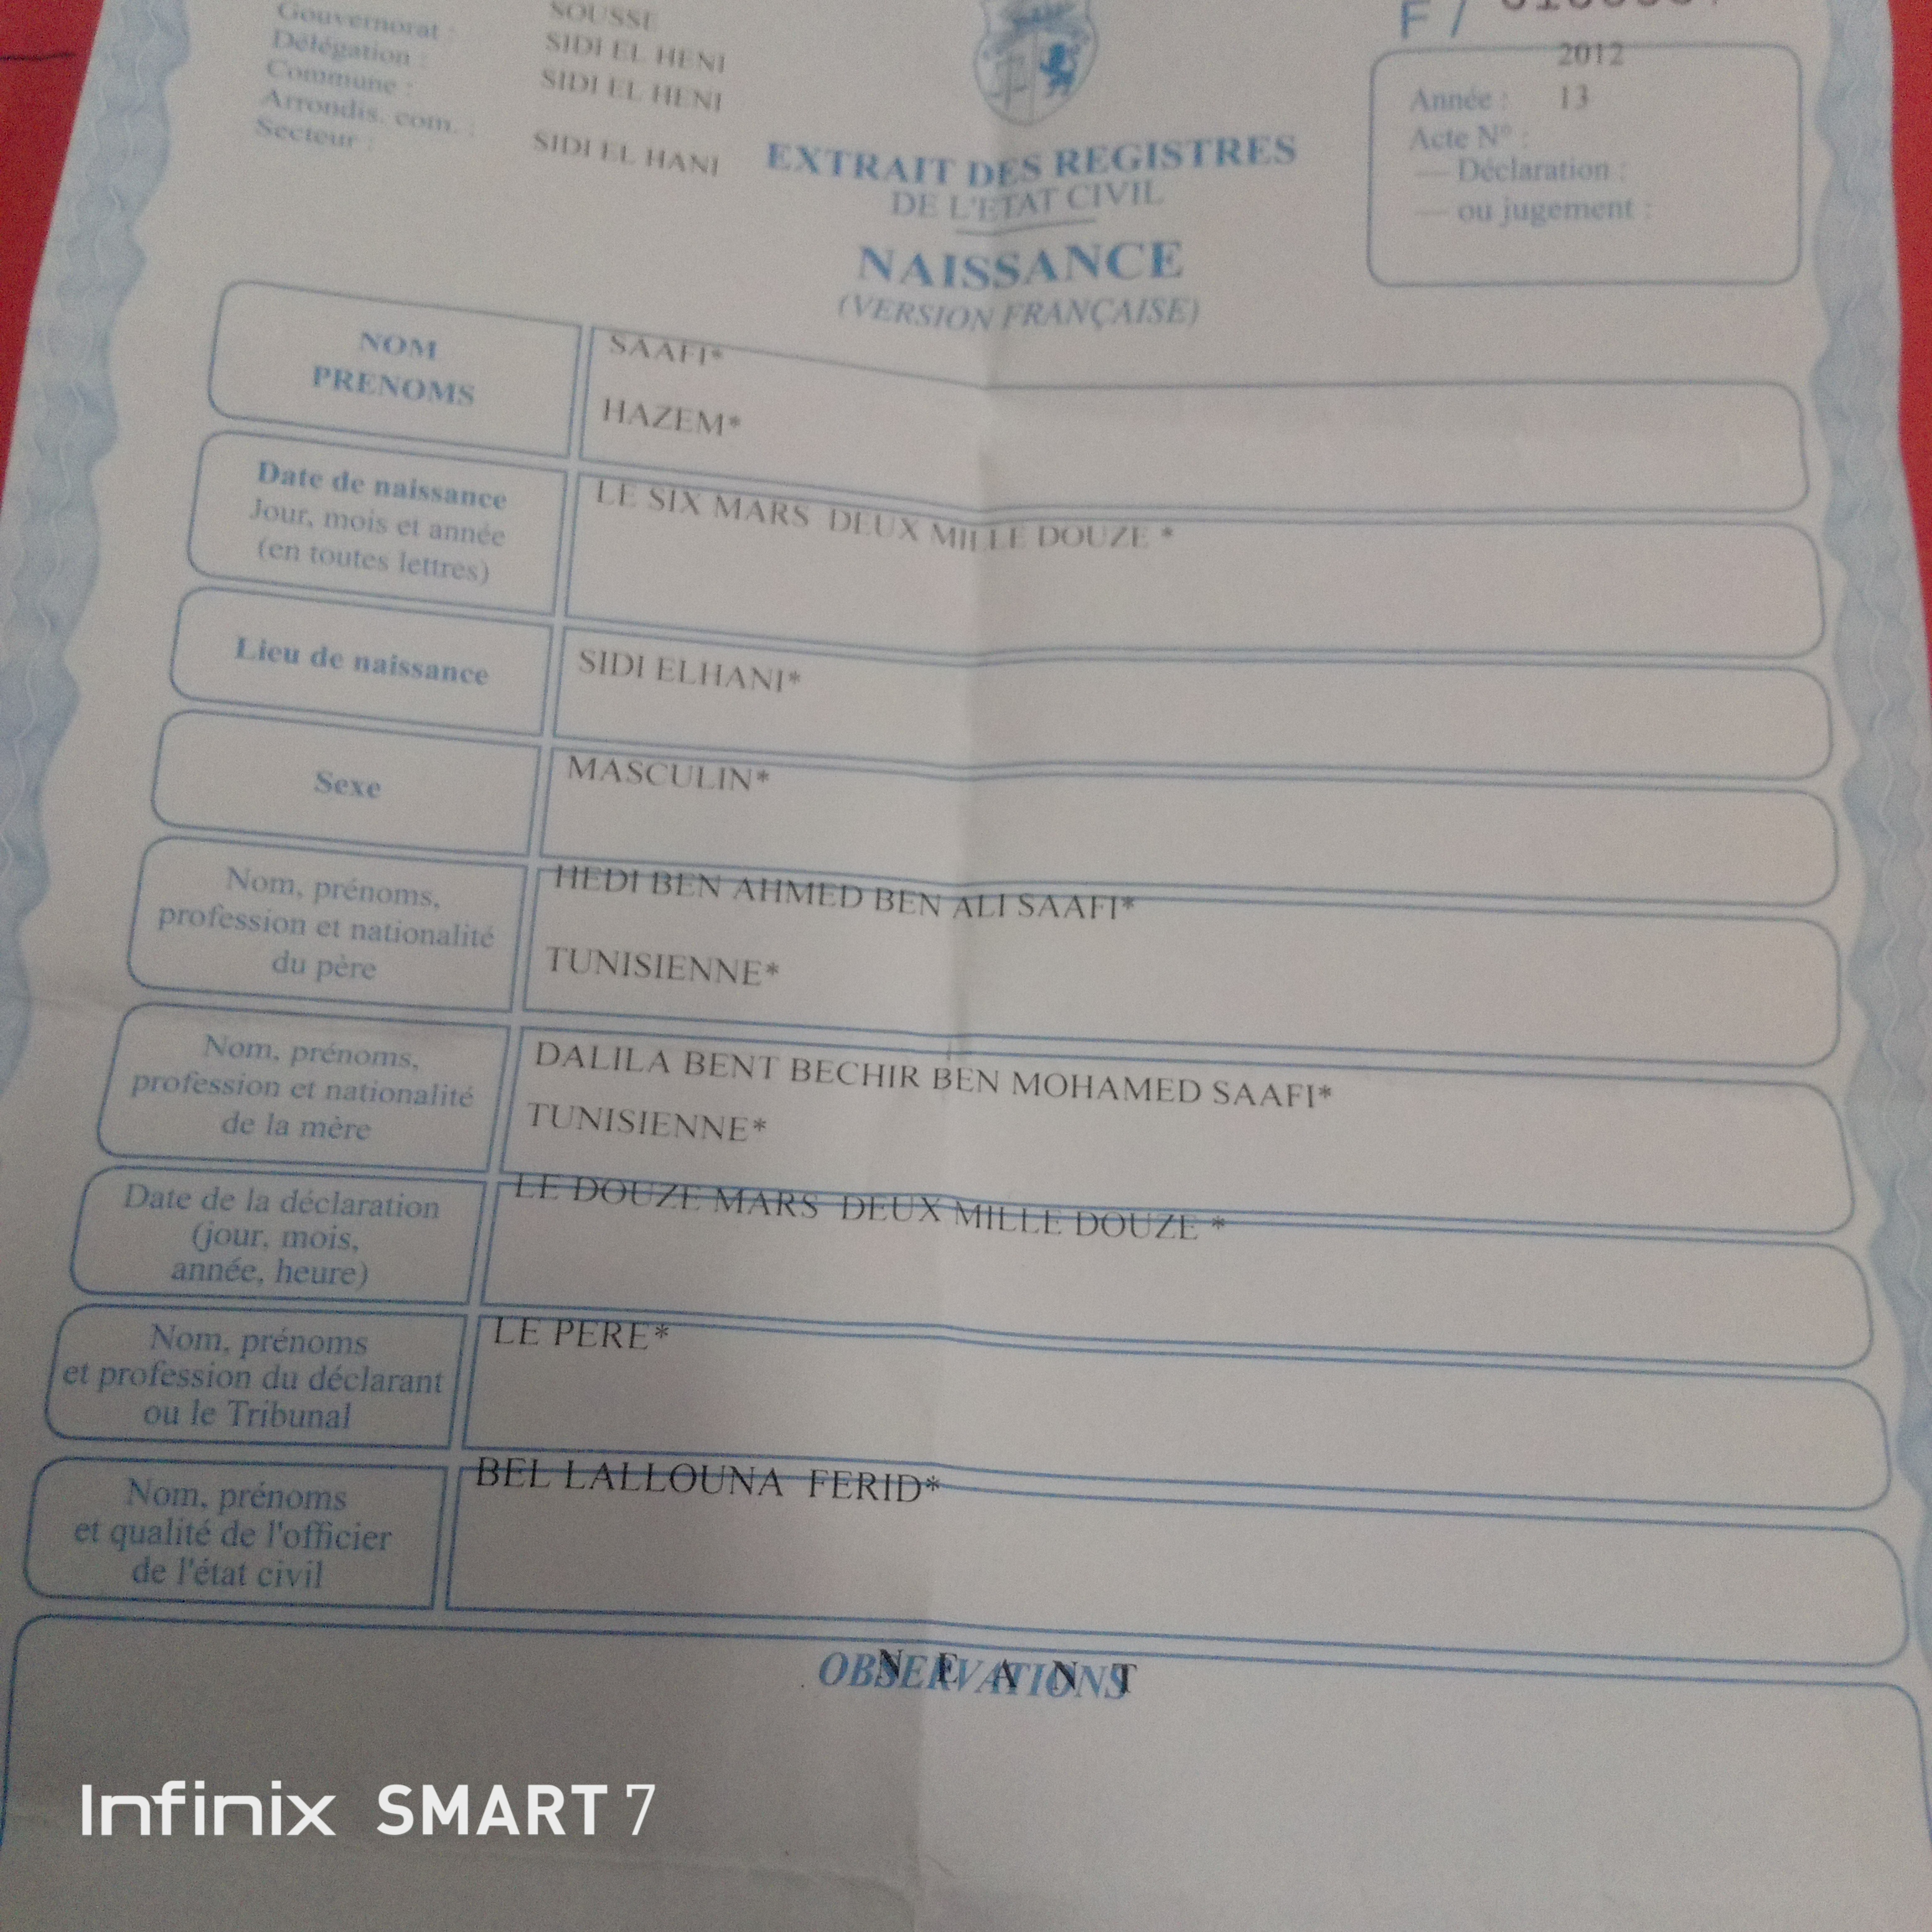 Gouvernorat : SOUSSE
Délégation : SIDI EL HENI
Commune : SIDI EL HENI
Arrondis. com. :
Secteur : SIDI EL HANI
F /
2012
Année : 13
Acte N° :
— Déclaration :
— ou jugement :
EXTRAIT DES REGISTRES
DE L'ETAT CIVIL
NAISSANCE
(VERSION FRANÇAISE)
NOM SAAFI*
PRENOMS HAZEM*
Date de naissance LE SIX MARS DEUX MILLE DOUZE *
Jour, mois et année
(en toutes lettres)
Lieu de naissance SIDI ELHANI*
Sexe MASCULIN*
Nom, prénoms, HEDI BEN AHMED BEN ALI SAAFI*
profession et nationalité
du père TUNISIENNE*
Nom, prénoms, DALILA BENT BECHIR BEN MOHAMED SAAFI*
profession et nationalité TUNISIENNE*
de la mère
Date de la déclaration LE DOUZE MARS DEUX MILLE DOUZE *
(jour, mois,
année, heure)
Nom, prénoms LE PERE*
et profession du déclarant
ou le Tribunal
Nom, prénoms BEL LALLOUNA FERID*
et qualité de l'officier
de l'état civil
OBSERVATIONS
N E A N T
Infinix SMART 7